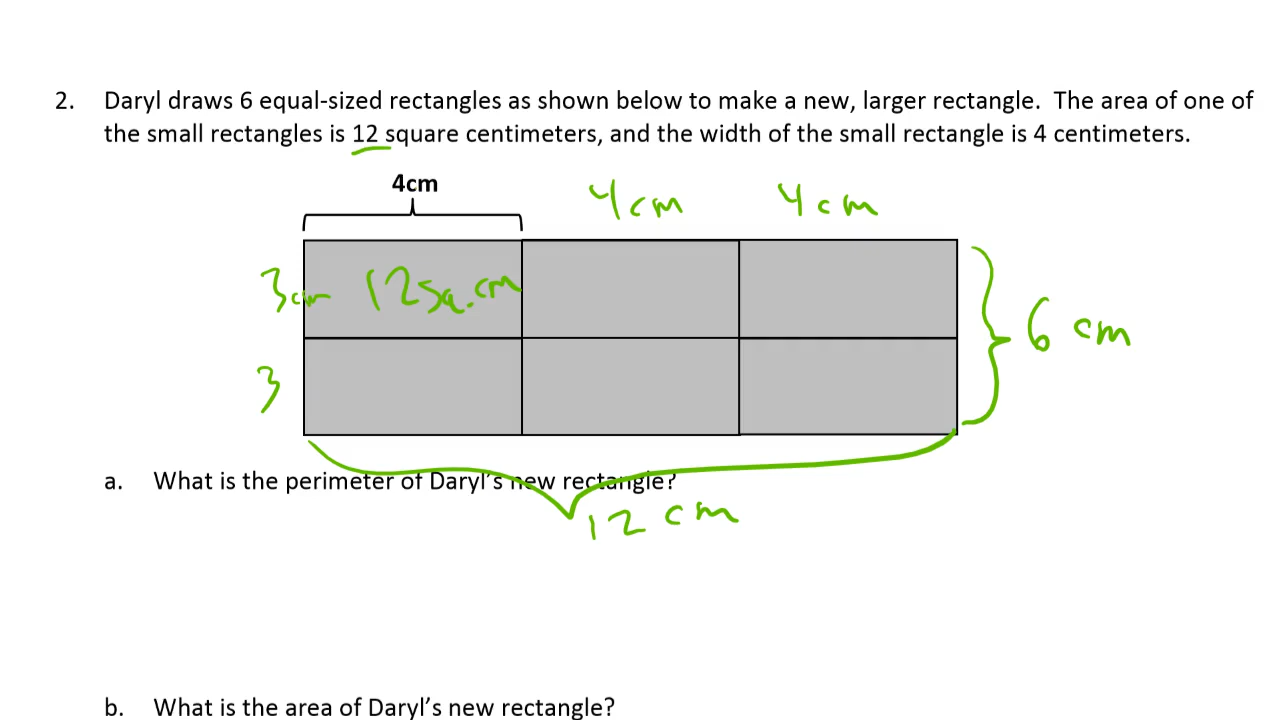 2. Daryl draws 6 equal-sized rectangles as shown below to make a new, larger rectangle. The area of one of
the small rectangles is 12 square centimeters, and the width of the small rectangle is 4 centimeters.
4cm 4cm 4cm
3cm 12 sq. cm
6 cm
3
a. What is the perimeter of Daryl's new rectangle?
12 cm
b. What is the area of Daryl's new rectangle?